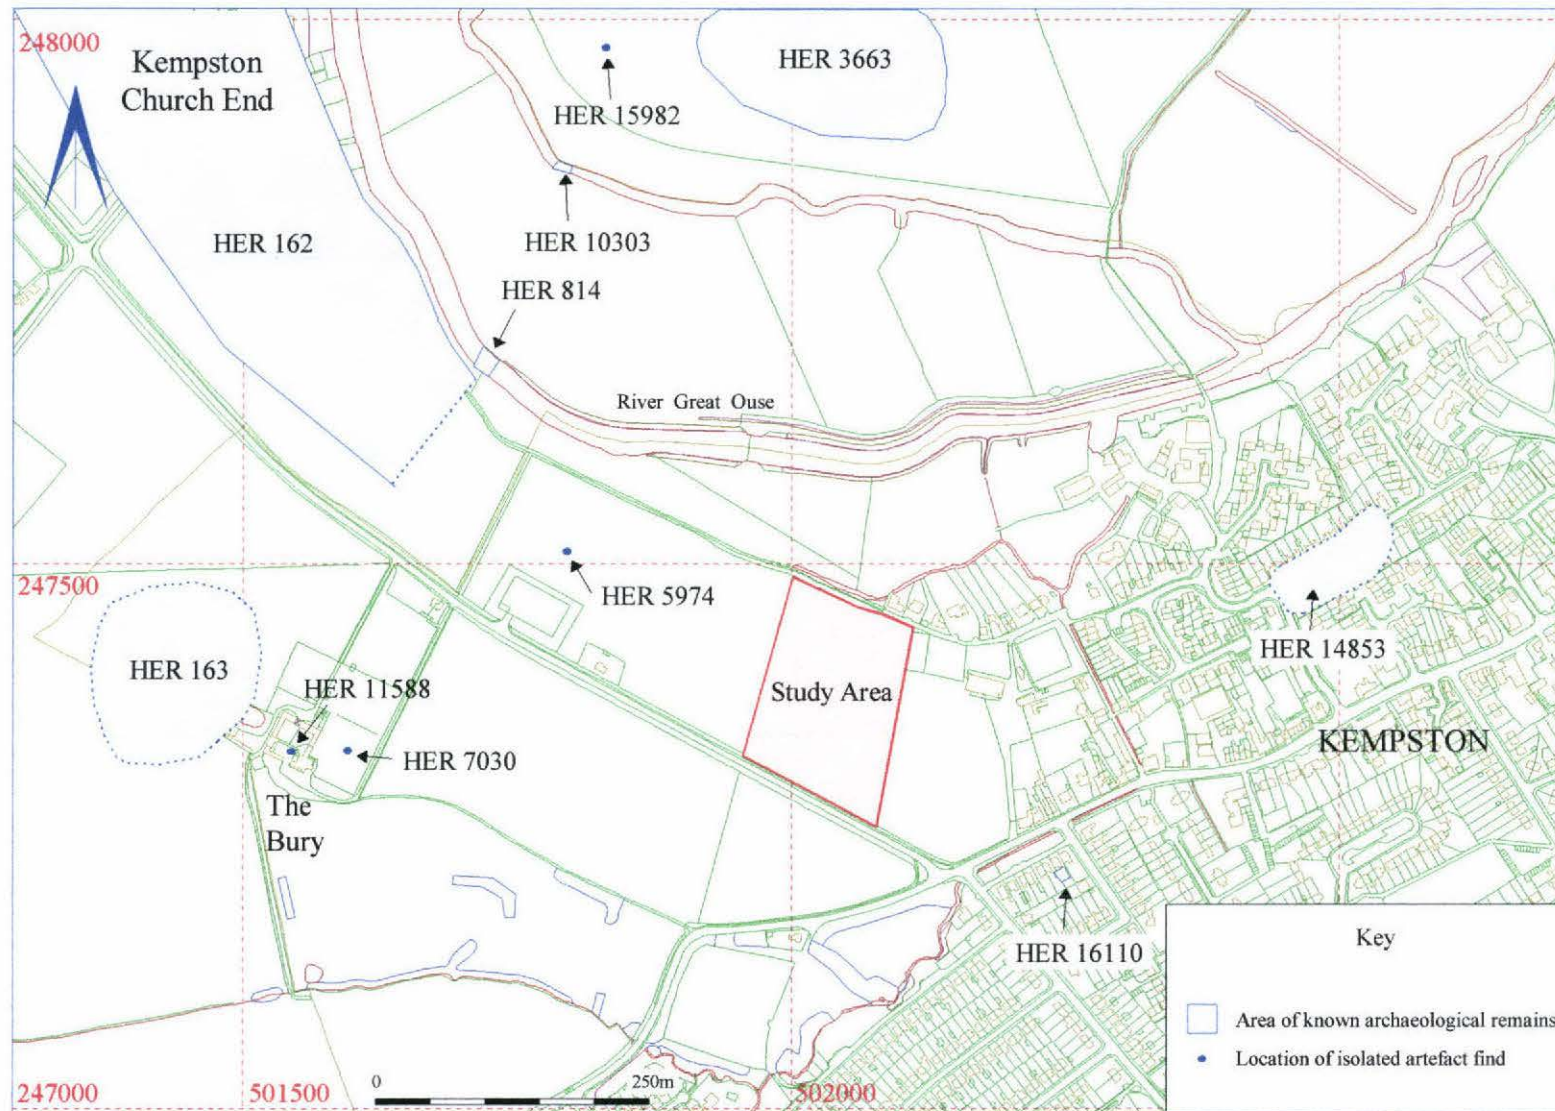 248000
Kempston
Church End
HER 15982
HER 3663
HER 162
HER 10303
HER 814
River Great Ouse
247500
HER 5974
HER 163
HER 11588
HER 7030
Study Area
HER 14853
KEMPSTON
The
Bury
HER 16110
Key
Area of known archaeological remains
Location of isolated artefact find
247000
501500
0
250m
502000